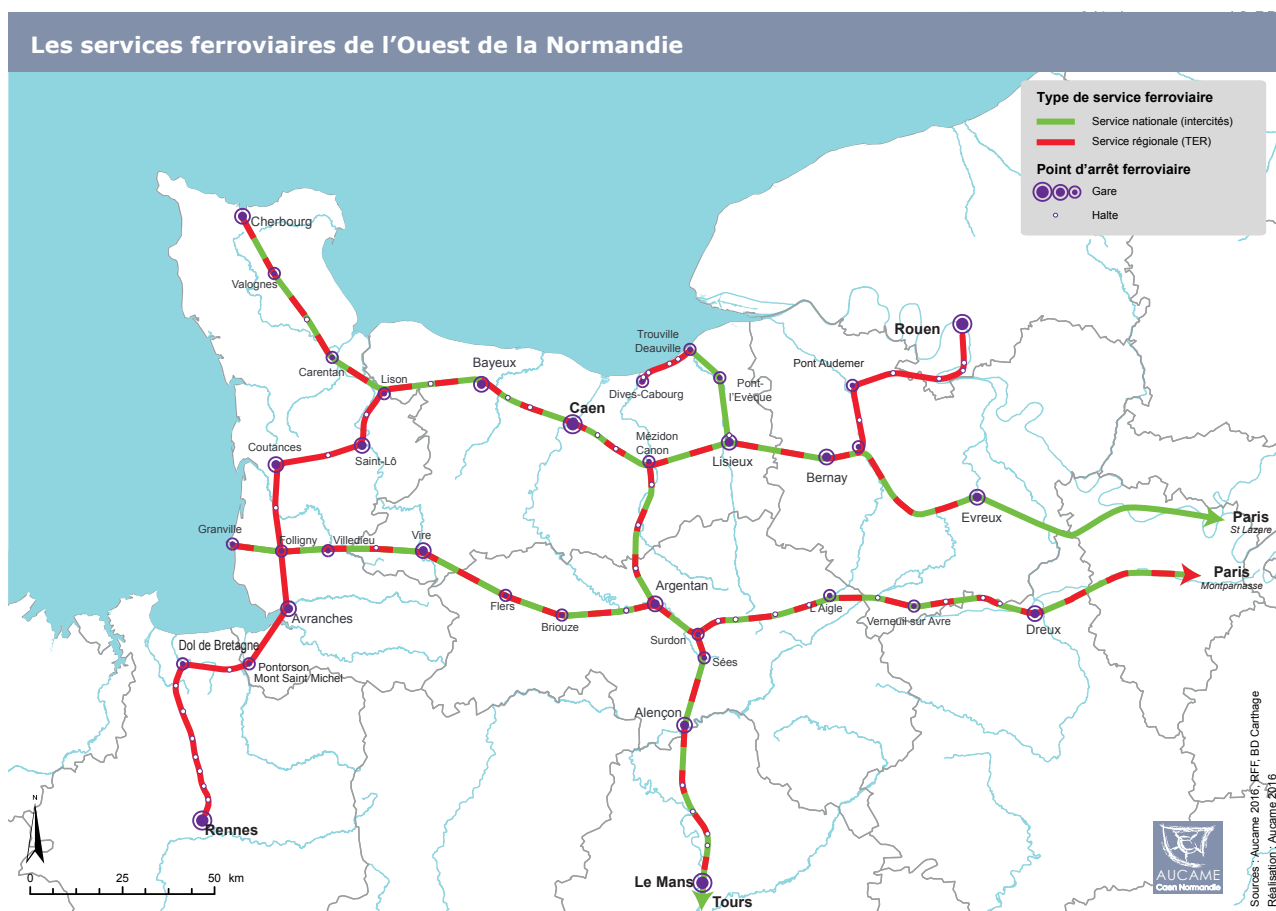 Les services ferroviaires de l'Ouest de la Normandie
Type de service ferroviaire
Service nationale (intercités)
Service régionale (TER)
Point d'arrêt ferroviaire
Gare
Halte
Cherbourg
Valognes
Carentan
Lison
Bayeux
Caen
Trouville
Deauville
Dives-Cabourg
Pont-
l'Evèque
Rouen
Pont Audemer
Mézidon
Canon
Lisieux
Bernay
Evreux
Paris
St Lazare
Paris
Montparnasse
Coutances
Saint-Lô
Granville
Folligny
Villedieu
Vire
Flers
Briouze
Argentan
Surdon
Sées
L'Aigle
Verneuil sur Avre
Dreux
Avranches
Dol de Bretagne
Pontorson
Mont Saint Michel
Alençon
Rennes
Le Mans
Tours
N
0 25 50 km
AUCAME
Caen Normandie
Sources : Aucame 2016, RFF, BD Carthage
Réalisation : Aucame 2016